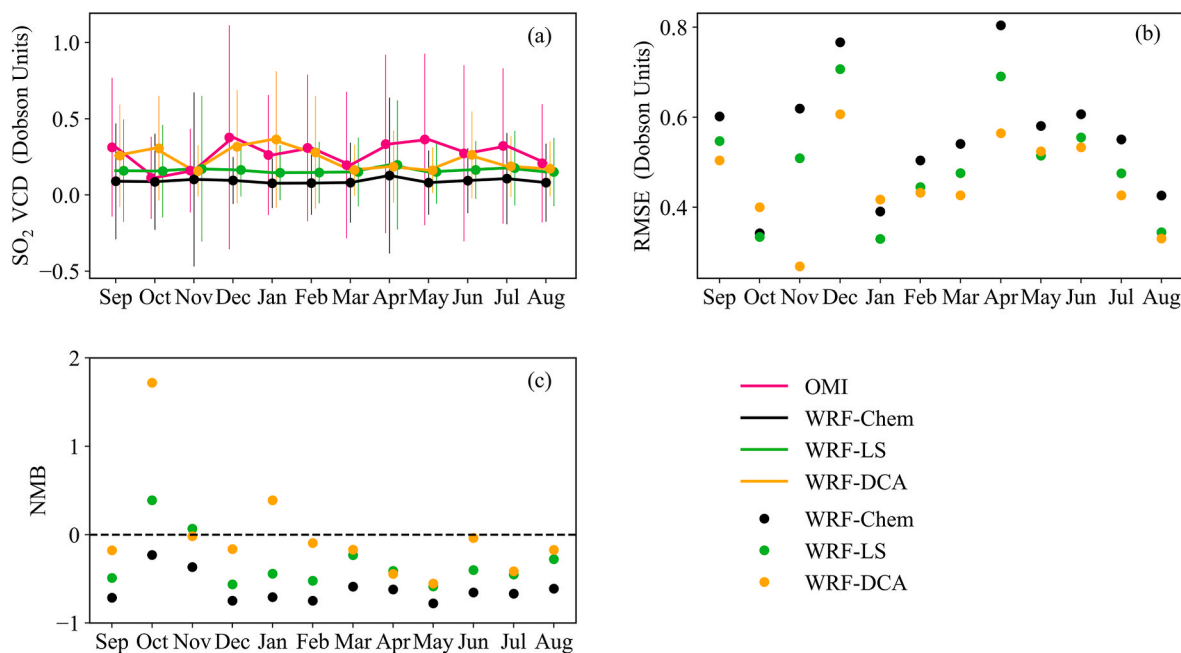 (a)
SO₂ VCD (Dobson Units)
1.0
0.5
0.0
−0.5
Sep Oct Nov Dec Jan Feb Mar Apr May Jun Jul Aug
(b)
RMSE (Dobson Units)
0.8
0.6
0.4
Sep Oct Nov Dec Jan Feb Mar Apr May Jun Jul Aug
(c)
NMB
2
1
0
−1
Sep Oct Nov Dec Jan Feb Mar Apr May Jun Jul Aug
OMI
WRF-Chem
WRF-LS
WRF-DCA
WRF-Chem
WRF-LS
WRF-DCA